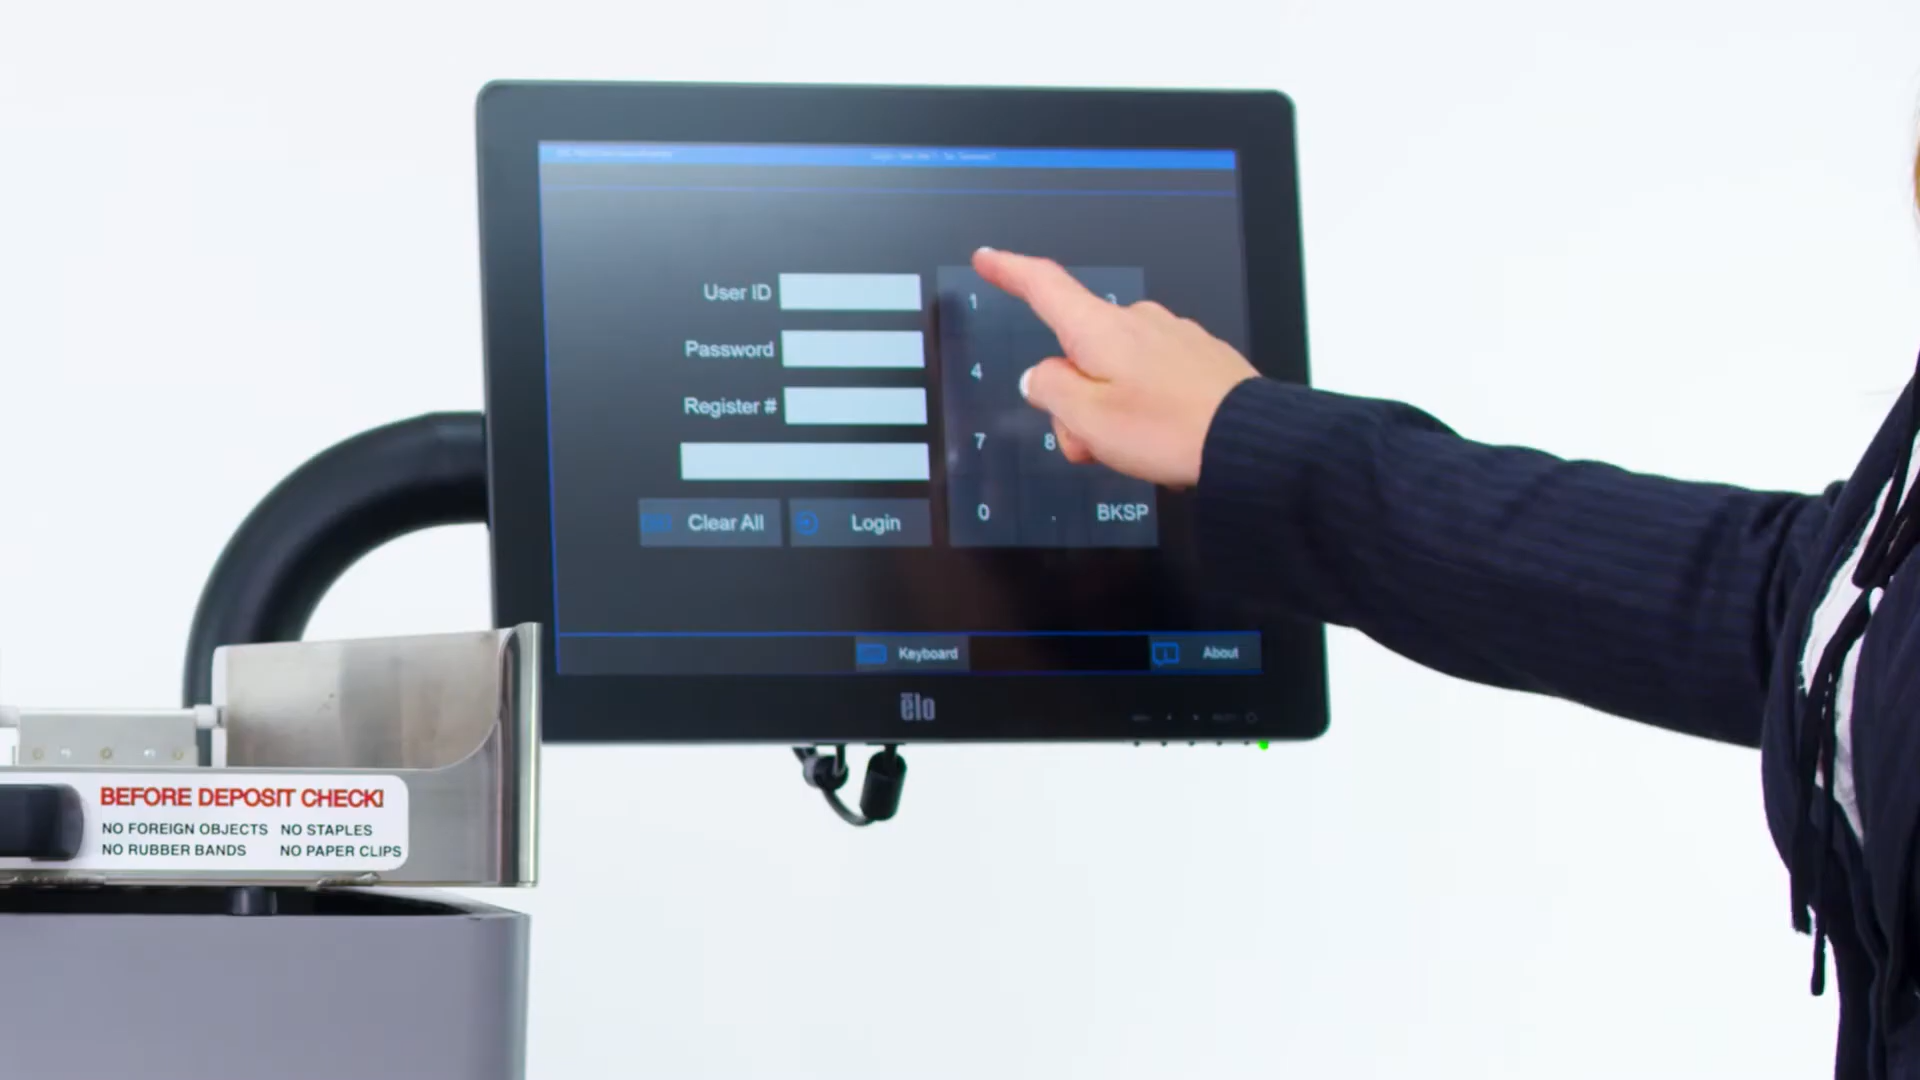 User ID
1
3
Password
4
Register #
7 8
Clear All Login
0 . BKSP
Keyboard About
elo
BEFORE DEPOSIT CHECK!
NO FOREIGN OBJECTS NO STAPLES
NO RUBBER BANDS NO PAPER CLIPS